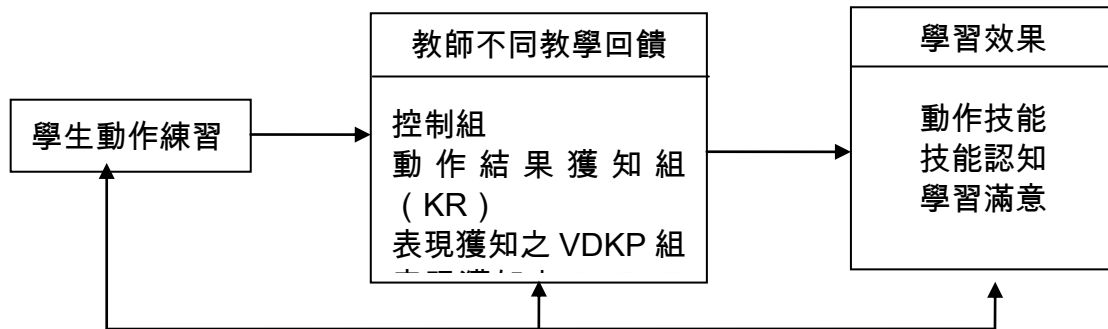 教師不同教學回饋
學習效果
學生動作練習
控制組
動作結果獲知組
（KR）
表現獲知之 VDKP 組
動作技能
技能認知
學習滿意